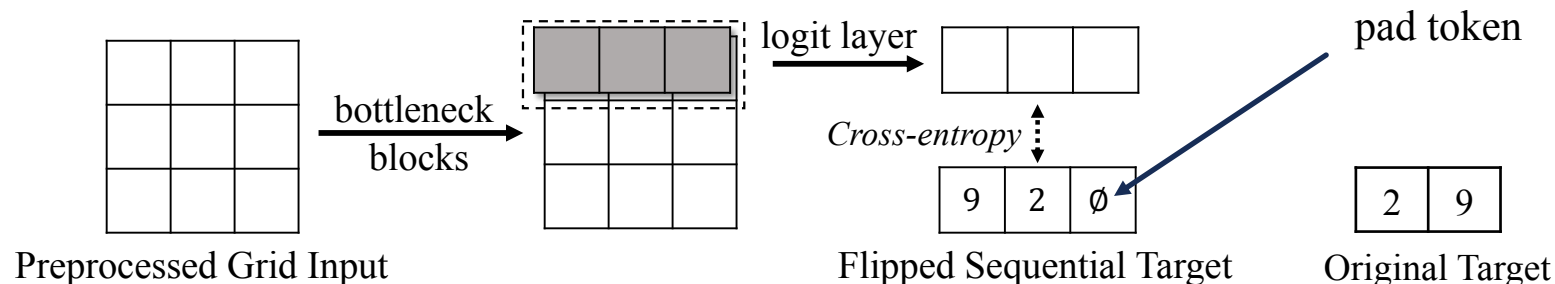 logit layer
pad token
bottleneck
blocks
Cross-entropy
9 2 ∅
2 9
Preprocessed Grid Input
Flipped Sequential Target
Original Target